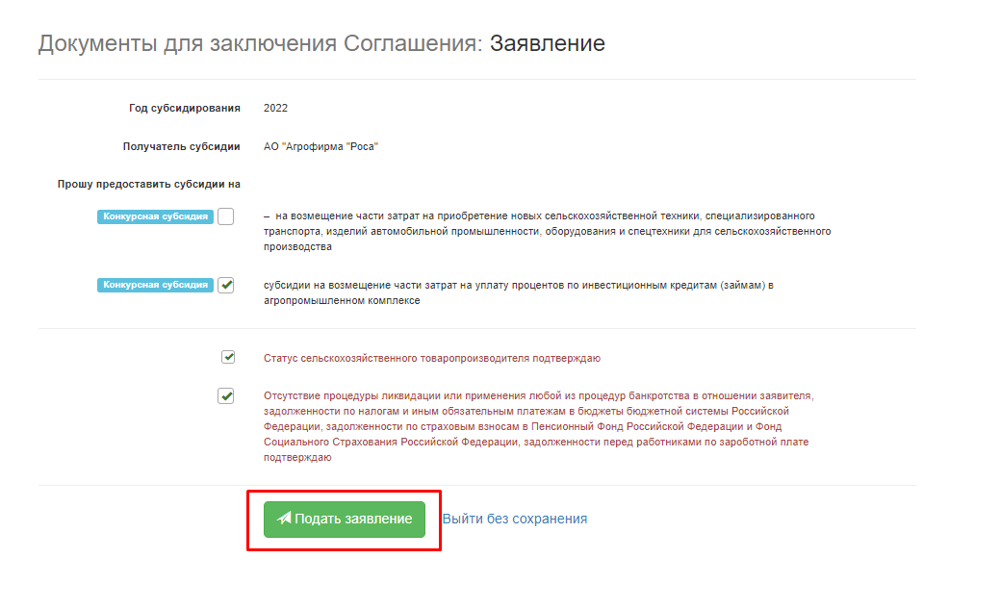 Документы для заключения Соглашения: Заявление
Год субсидирования 2022
Получатель субсидии АО "Агрофирма "Роса"
Прошу предоставить субсидии на
Конкурсная субсидия – на возмещение части затрат на приобретение новых сельскохозяйственной техники, специализированного
транспорта, изделий автомобильной промышленности, оборудования и спецтехники для сельскохозяйственного
производства
Конкурсная субсидия субсидии на возмещение части затрат на уплату процентов по инвестиционным кредитам (займам) в
агропромышленном комплексе
Статус сельскохозяйственного товаропроизводителя подтверждаю
Отсутствие процедуры ликвидации или применения любой из процедур банкротства в отношении заявителя,
задолженности по налогам и иным обязательным платежам в бюджеты бюджетной системы Российской
Федерации, задолженности по страховым взносам в Пенсионный Фонд Российской Федерации и Фонд
Социального Страхования Российской Федерации, задолженности перед работниками по зароботной плате
подтверждаю
Подать заявление Выйти без сохранения